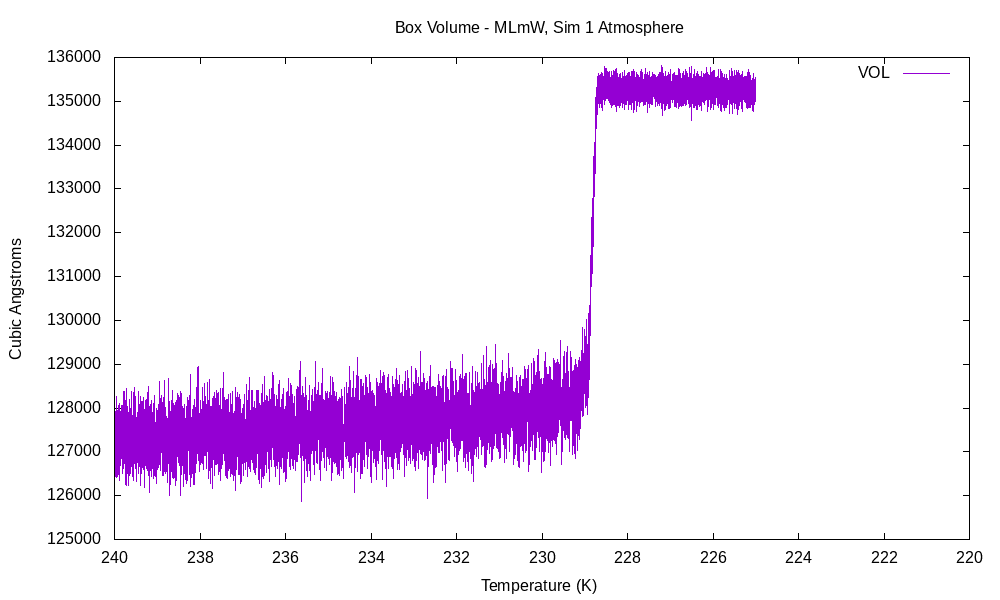 Box Volume - MLmW, Sim 1 Atmosphere
VOL
136000
135000
134000
133000
132000
131000
130000
129000
128000
127000
126000
125000
Cubic Angstroms
240 238 236 234 232 230 228 226 224 222 220
Temperature (K)